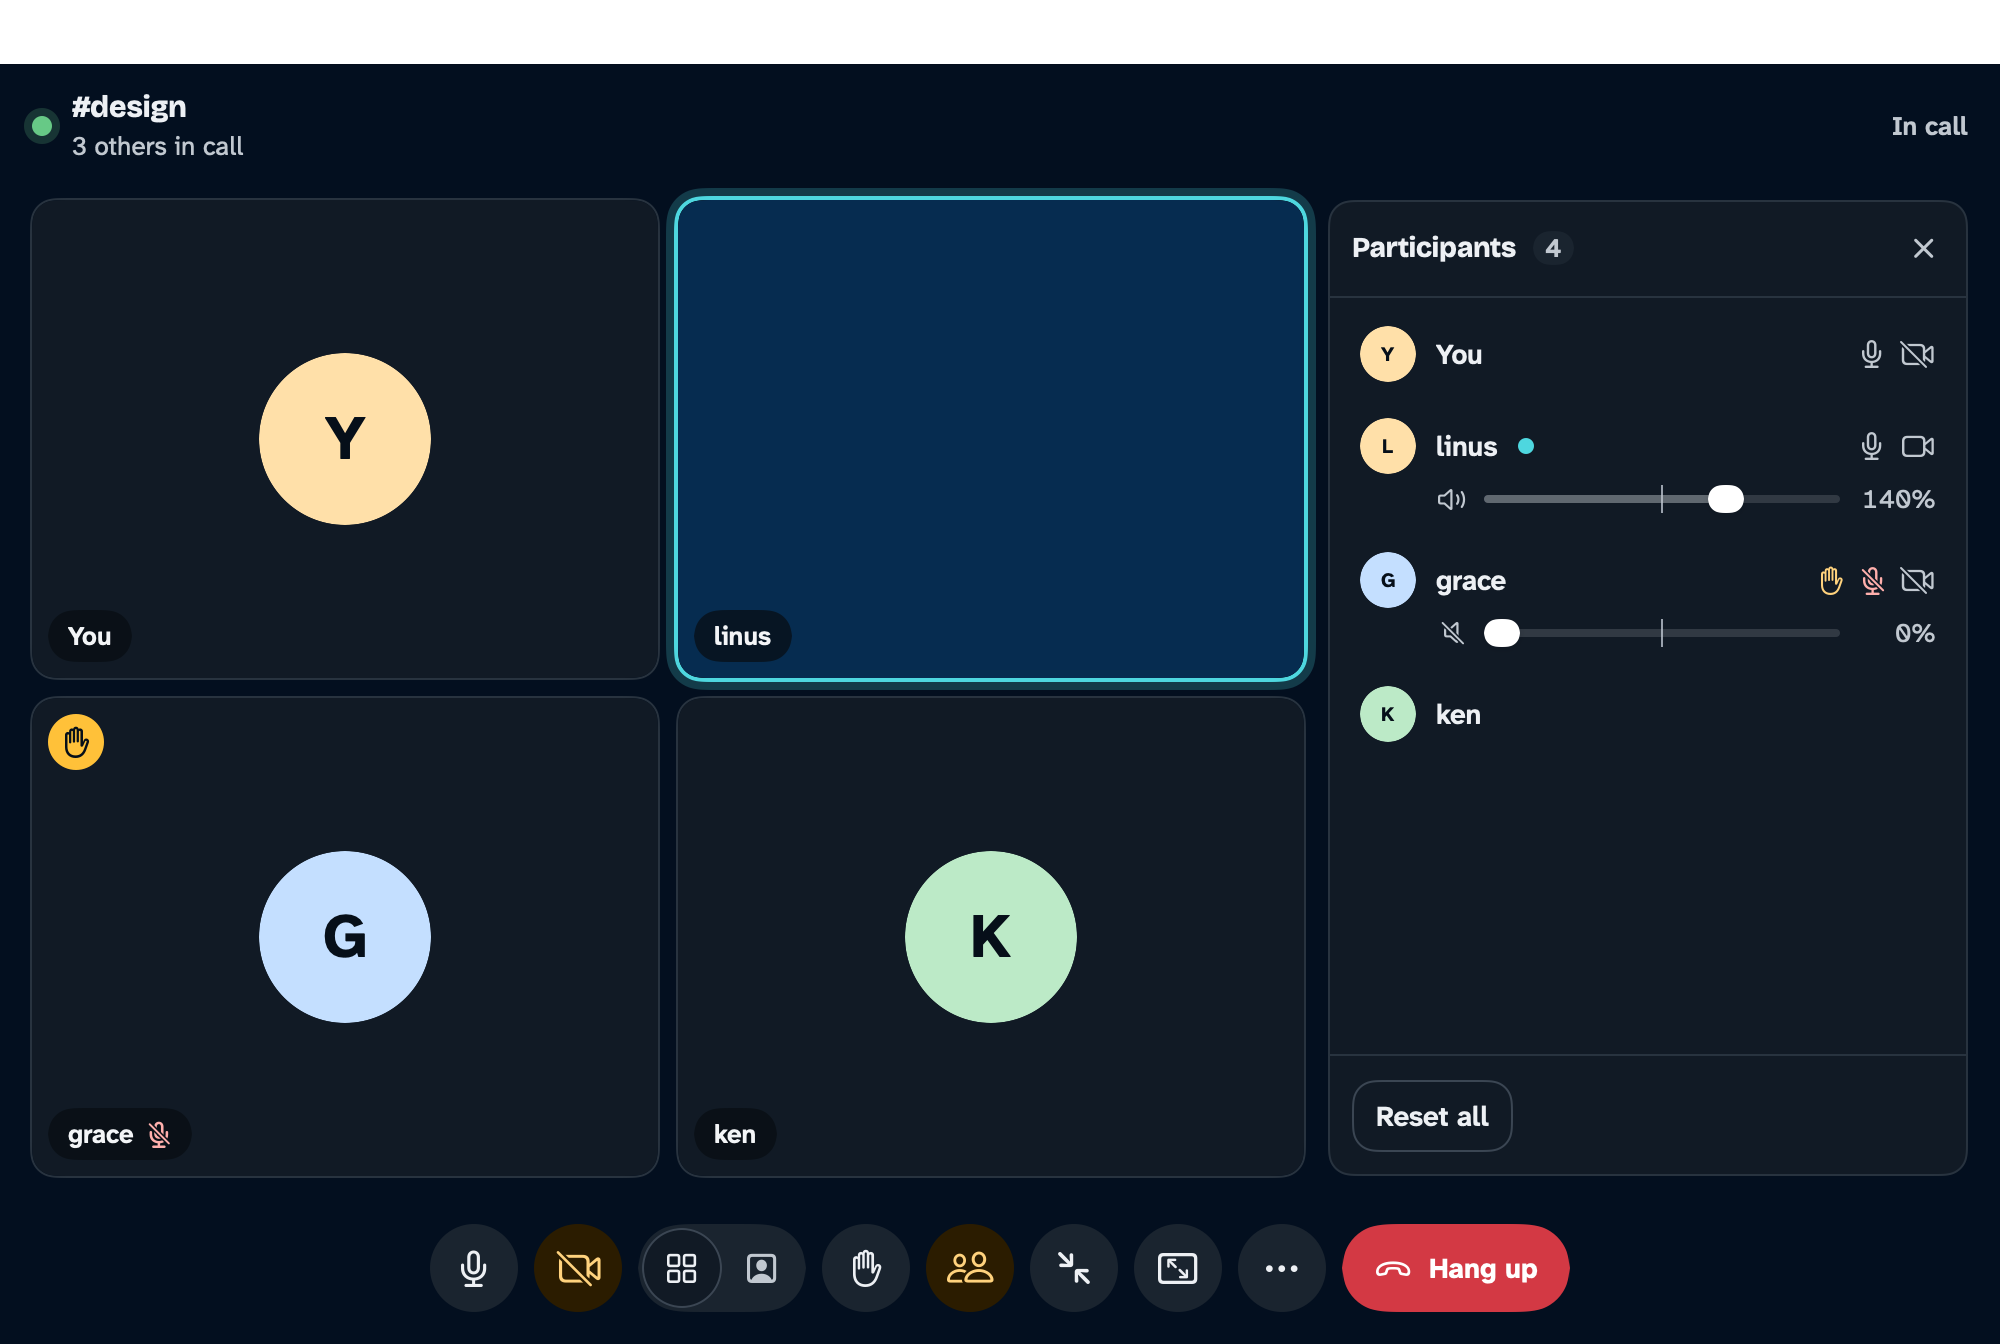 #design
3 others in call
In call
Y
You
linus
G
grace
K
ken
Participants 4
Y You
L linus
140%
G grace
0%
K ken
Reset all
Hang up